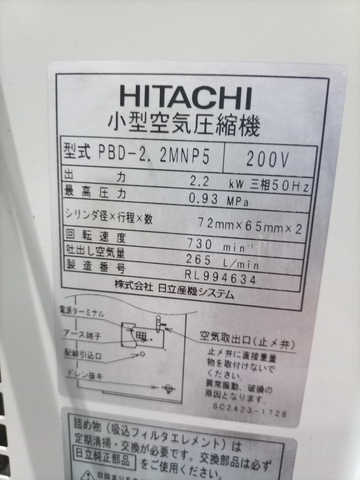 HITACHI
小型空気圧縮機
型式 PBD-2.2MNP5 200V
出力 2.2 kW 三相50Hz
最高圧力 0.93 MPa
シリンダ径×行程×数 72mm×65mm×2
回転速度 730 min⁻¹
吐出し空気量 265 L/min
製造番号 RL994634
株式会社 日立産機システム
電源ターミナル
アース端子
配線引込口
ドレン抜キ
空気取出口(止メ弁)
止メ弁に直接重量
物を取付けないで
ください。
異常振動、破損の
原因となります。
SC2423-1728
詰め物(吸込フィルタエレメント)は
定期清掃・交換が必要です。交換部品は必ず
日立純正部品 をご使用ください。